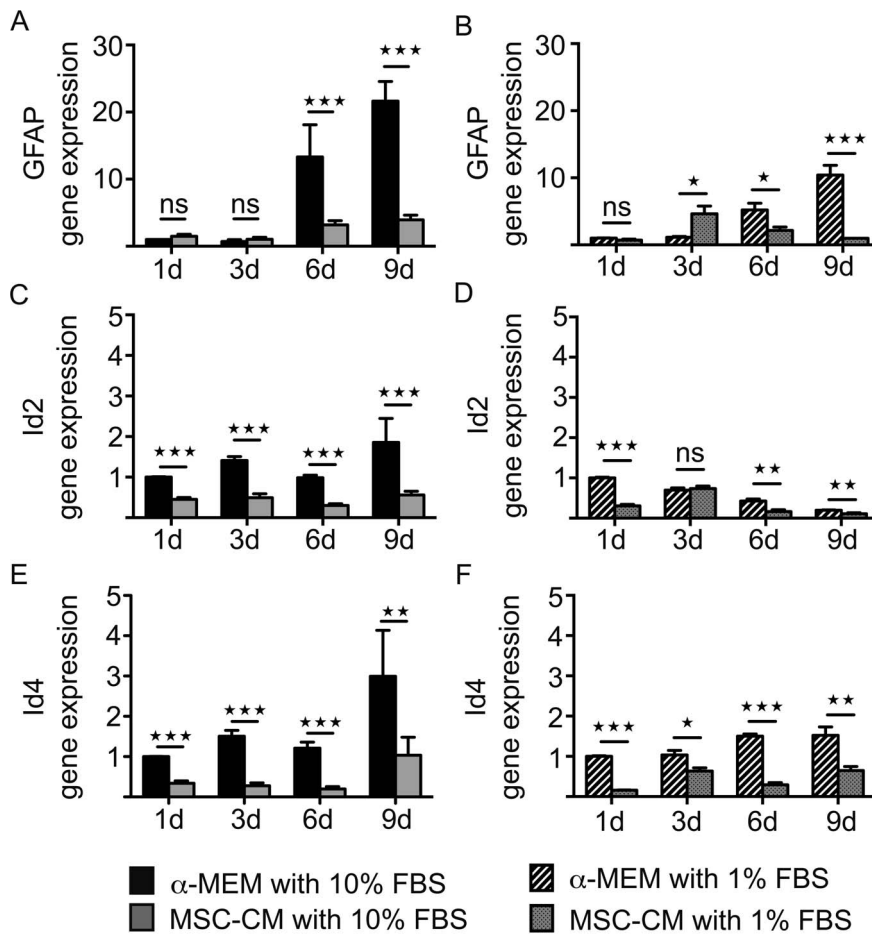 A
GFAP
gene expression
30
20
10
ns
ns
★★★
★★★
1d 3d 6d 9d
B
GFAP
gene expression
30
20
10
ns
★
★
★★★
1d 3d 6d 9d
C
Id2
gene expression
5
4
3
2
1
★★★
★★★
★★★
★★★
1d 3d 6d 9d
D
Id2
gene expression
5
4
3
2
1
★★★
ns
★★
★★
1d 3d 6d 9d
E
Id4
gene expression
5
4
3
2
1
★★★
★★★
★★★
★★
1d 3d 6d 9d
F
Id4
gene expression
5
4
3
2
1
★★★
★
★★★
★★
1d 3d 6d 9d
α-MEM with 10% FBS
MSC-CM with 10% FBS
α-MEM with 1% FBS
MSC-CM with 1% FBS